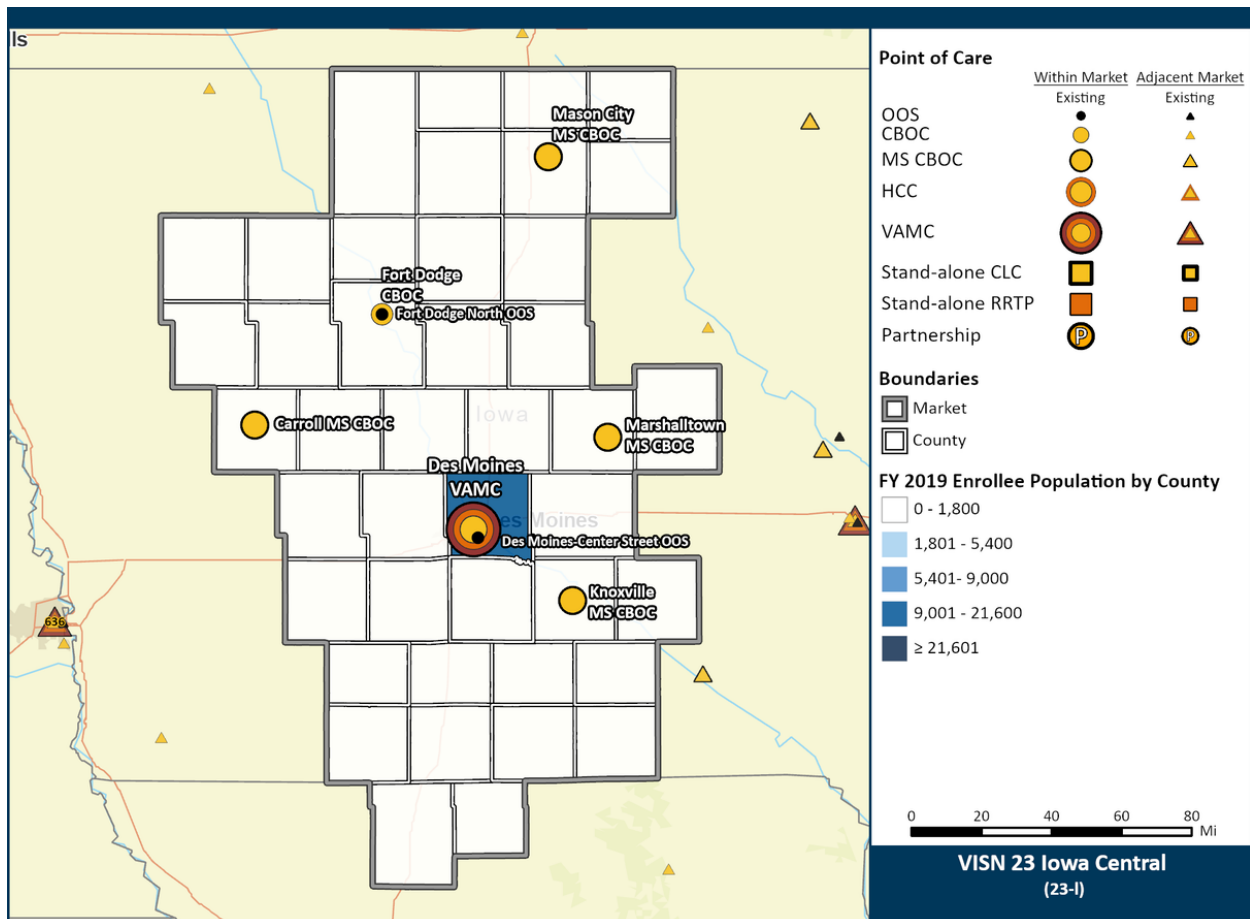 ls
Mason City
MS CBOC
Fort Dodge
CBOC
Fort Dodge North OOS
Iowa
Carroll MS CBOC
Marshalltown
MS CBOC
Des Moines
VAMC
Des Moines
Des Moines-Center Street OOS
Knoxville
MS CBOC
636
Point of Care
Within Market Adjacent Market
Existing Existing
OOS
CBOC
MS CBOC
HCC
VAMC
Stand-alone CLC
Stand-alone RRTP
Partnership P P
Boundaries
Market
County
FY 2019 Enrollee Population by County
0 - 1,800
1,801 - 5,400
5,401- 9,000
9,001 - 21,600
≥ 21,601
0 20 40 60 80
Mi
VISN 23 Iowa Central
(23-l)